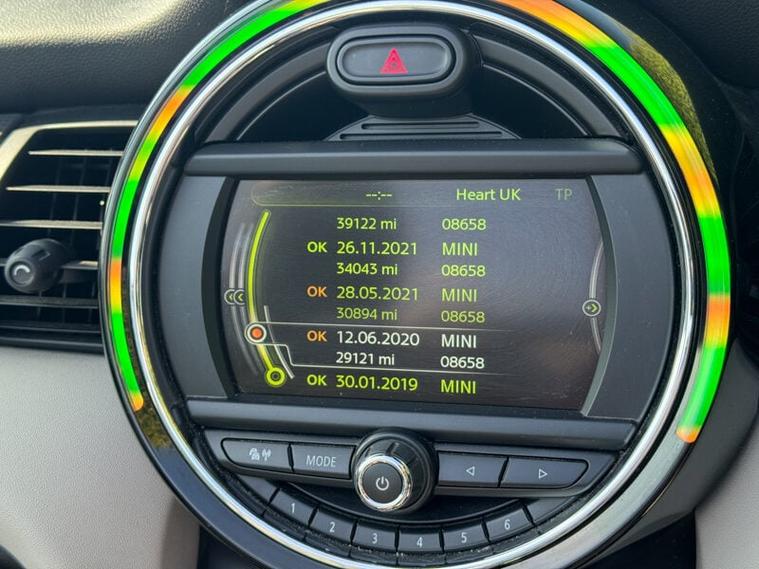 --:-- Heart UK TP
39122 mi 08658
OK 26.11.2021 MINI
34043 mi 08658
OK 28.05.2021 MINI
30894 mi 08658
OK 12.06.2020 MINI
29121 mi 08658
OK 30.01.2019 MINI
MODE
1 2 3 4 5 6